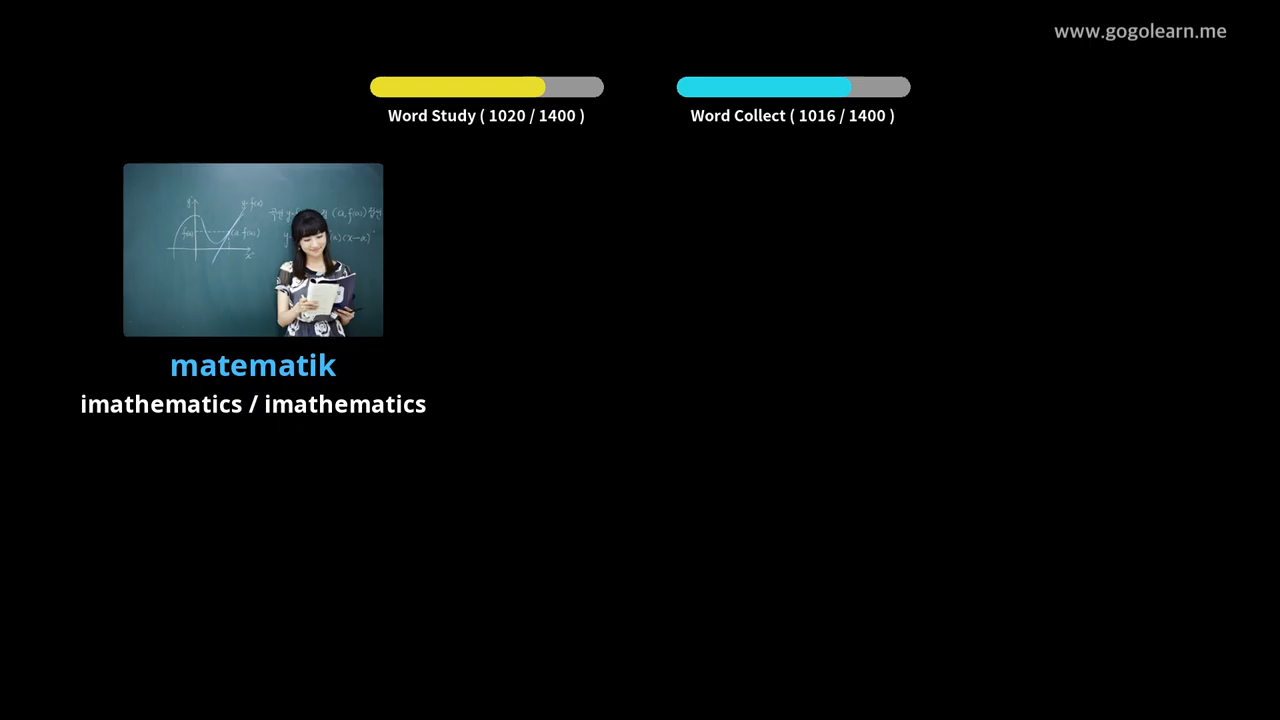 www.gogolearn.me
Word Study ( 1020 / 1400 )
Word Collect ( 1016 / 1400 )
y=f(x)
(a, f(a))
f(a)
x
matematik
imathematics / imathematics